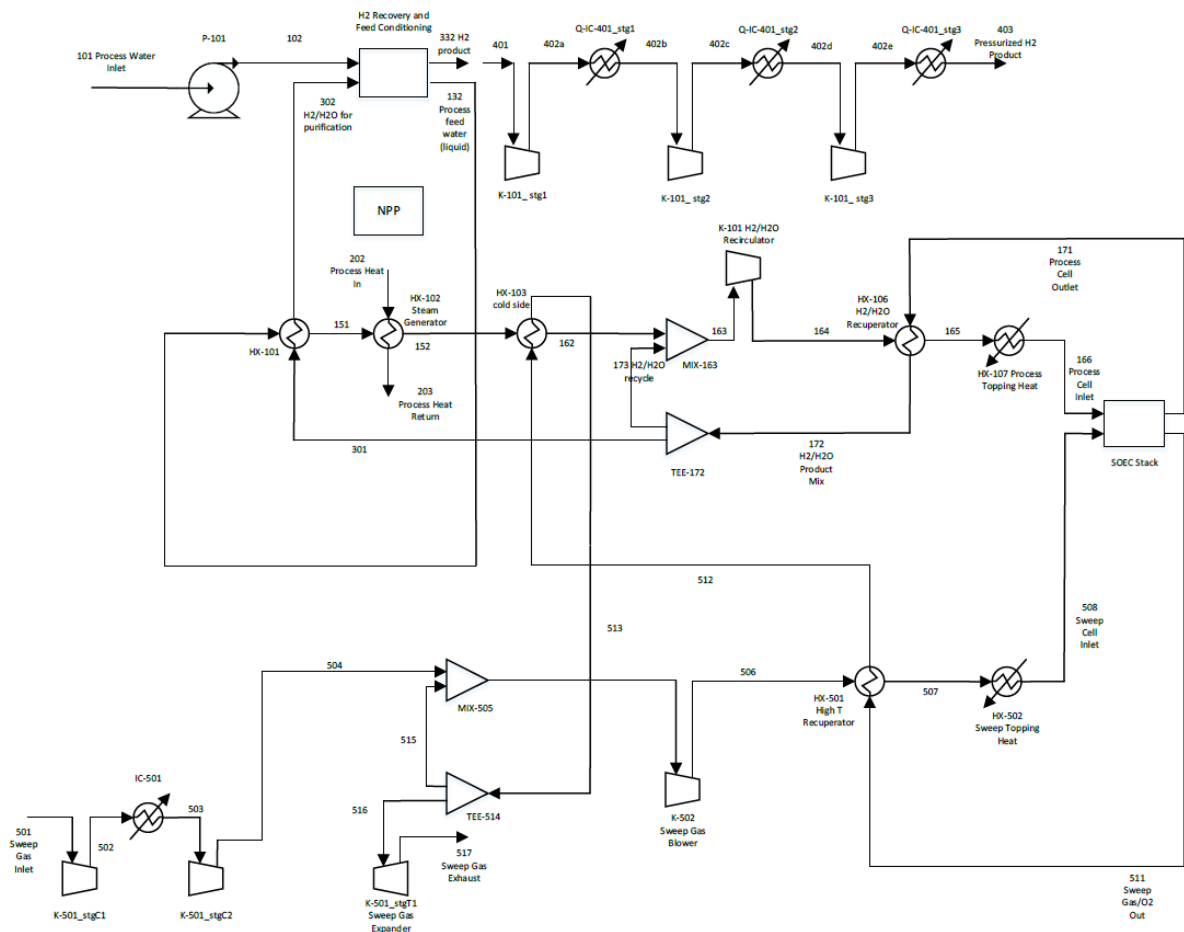 H2 Recovery and
Feed Conditioning
P-101
102
101 Process Water
Inlet
332 H2
product
401
402a
Q-IC-401_stg1
402b
402c
Q-IC-401_stg2
402d
402e
Q-IC-401_stg3
403
Pressurized H2
Product
302
H2/H2O for
purification
132
Process
feed
water
(liquid)
K-101_ stg1
K-101_ stg2
K-101_ stg3
NPP
K-101 H2/H2O
Recirculator
171
Process
Cell
Outlet
202
Process Heat
In
HX-102
Steam
Generator
HX-103
cold side
HX-106
H2/H2O
Recuperator
HX-101
151
152
162
163
164
165
MIX-163
173 H2/H2O
recycle
HX-107 Process
Topping Heat
166
Process
Cell
Inlet
203
Process Heat
Return
301
TEE-172
172
H2/H2O
Product
Mix
SOEC Stack
512
513
508
Sweep
Cell
Inlet
504
MIX-505
506
HX-501
High T
Recuperator
507
HX-502
Sweep Topping
Heat
515
IC-501
503
516
TEE-514
K-502
Sweep Gas
Blower
501
Sweep
Gas
Inlet
502
517
Sweep Gas
Exhaust
K-501_stgC1
K-501_stgC2
K-501_stgT1
Sweep Gas
Expander
511
Sweep
Gas/O2
Out